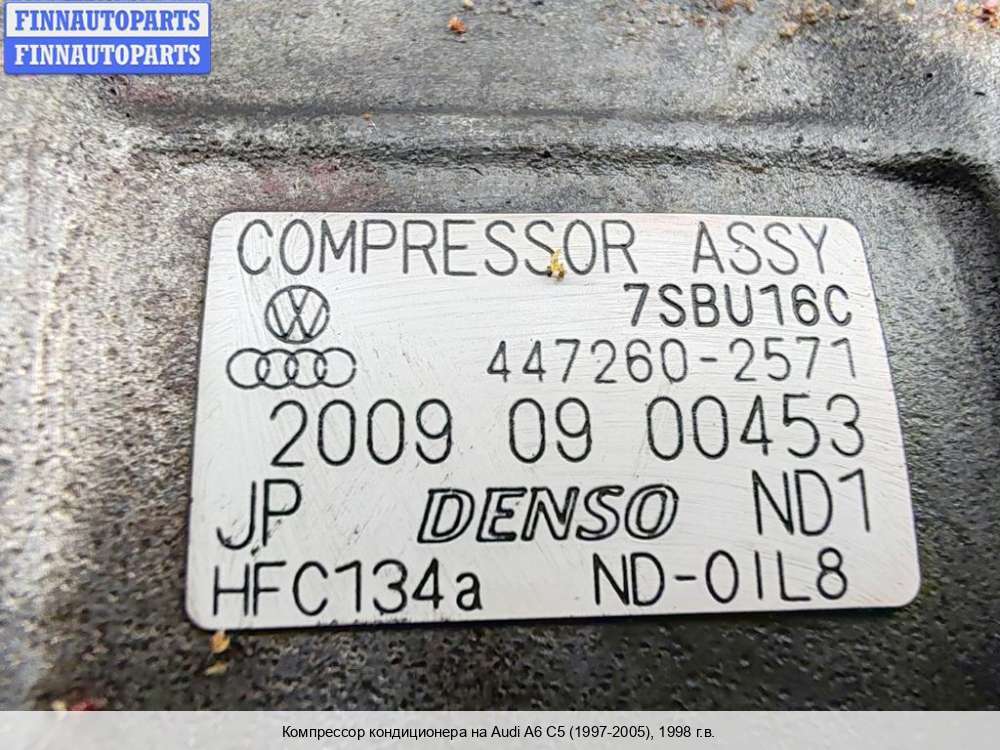 FINNAUTOPARTS
FINNAUTOPARTS
COMPRESSOR ASSY
7SBU16C
447260-2571
2009 09 00453
JP DENSO ND1
HFC134a ND-OIL8
Компрессор кондиционера на Audi A6 C5 (1997-2005), 1998 г.в.